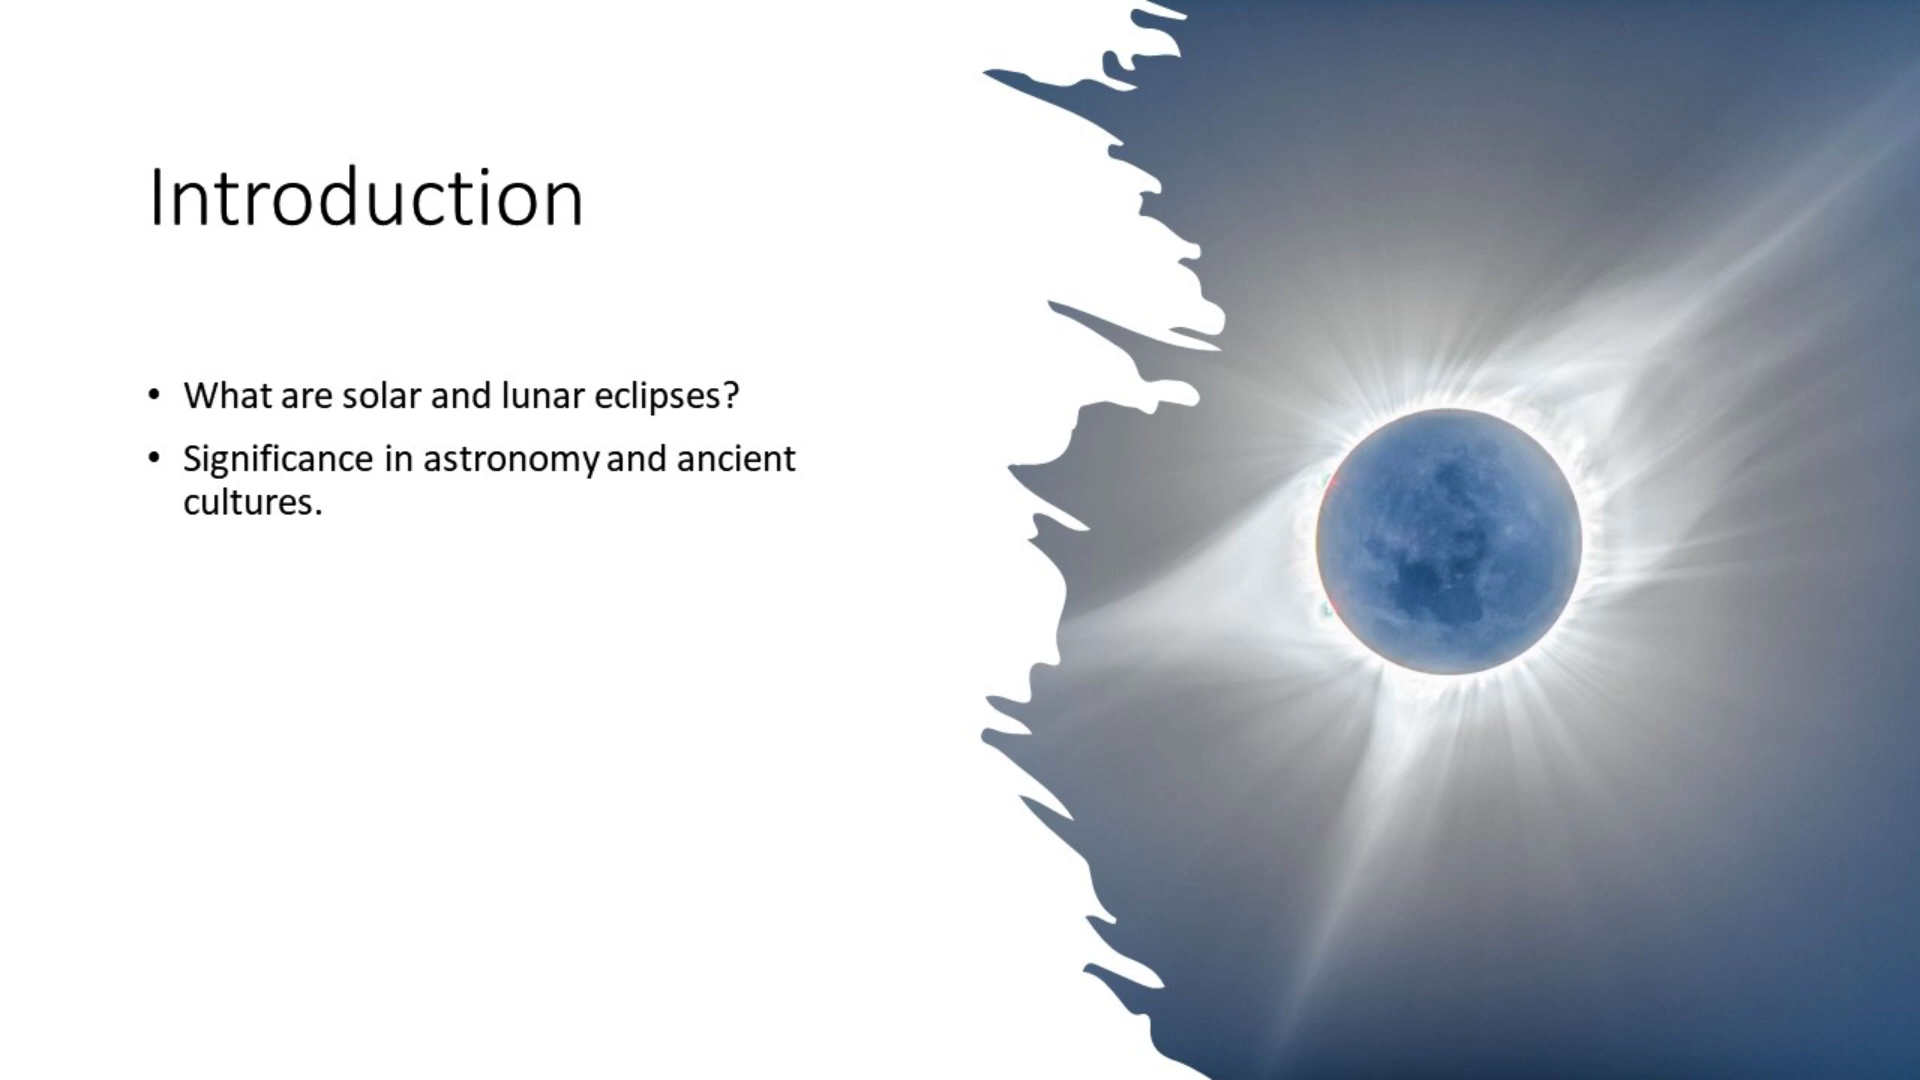 Introduction
• What are solar and lunar eclipses?
• Significance in astronomy and ancient
cultures.